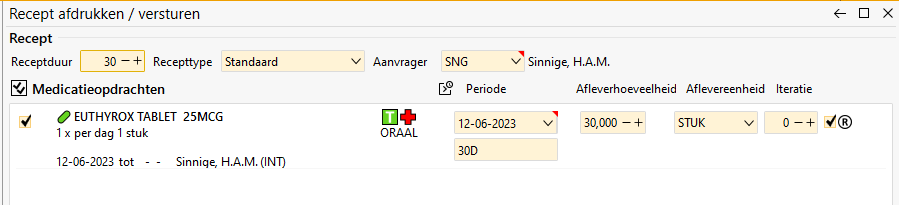 Recept afdrukken / versturen
Recept
Receptduur 30 Recepttype Standaard Aanvrager SNG Sinnige, H.A.M.
Medicatieopdrachten Periode Afleverhoeveelheid Aflevereenheid Iteratie
EUTHYROX TABLET 25MCG T 12-06-2023 30,000 STUK 0 ®
1 x per dag 1 stuk ORAAL 30D
12-06-2023 tot - - Sinnige, H.A.M. (INT)